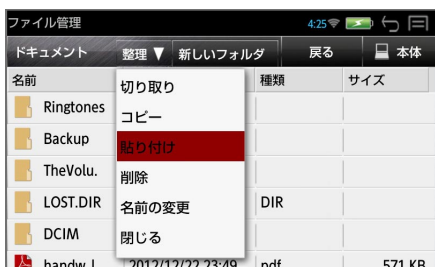 ファイル管理 4:25
ドキュメント 整理 ▼ 新しいフォルダ 戻る 本体
名前 種類 サイズ
切り取り
Ringtones
コピー
Backup
貼り付け
TheVolu.
削除
LOST.DIR DIR
名前の変更
DCIM
閉じる
handw_l 2012/12/22 23:49 pdf 571 KB